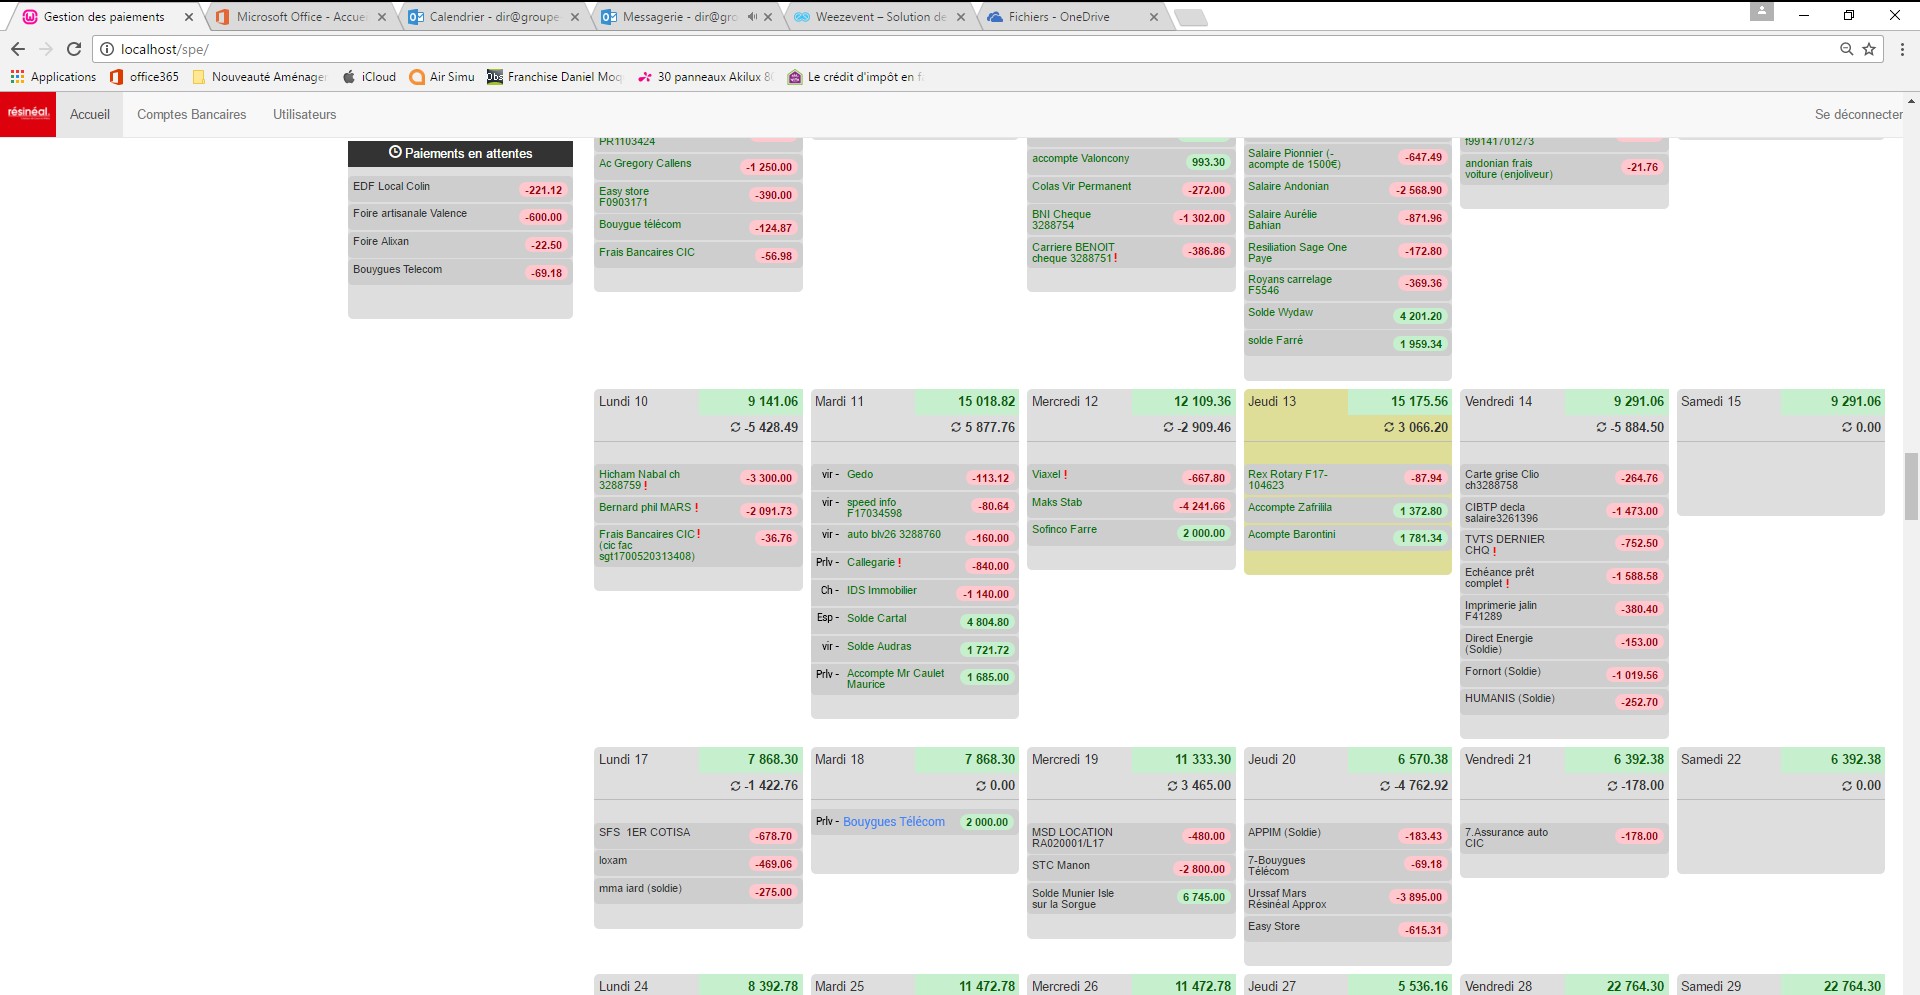 Gestion des paiements
Microsoft Office - Accue
Calendrier - dir@groupe
Messagerie - dir@gro
Weezevent – Solution de
Fichiers - OneDrive
localhost/spe/
Applications
office365
Nouveauté Aménager
iCloud
Air Simu
Franchise Daniel Moq
30 panneaux Akilux 80
Le crédit d'impôt en f
résinéal.
Accueil
Comptes Bancaires
Utilisateurs
Se déconnecter
Paiements en attentes
EDF Local Colin -221.12
Foire artisanale Valence -600.00
Foire Alixan -22.50
Bouygues Telecom -69.18
PR1103424
Ac Gregory Callens -1 250.00
Easy store
F0903171 -390.00
Bouygue télécom -124.87
Frais Bancaires CIC -56.98
accompte Valoncony 993.30
Colas Vir Permanent -272.00
BNI Cheque
3288754 -1 302.00
Carriere BENOIT
cheque 3288751 ! -386.86
Salaire Pionnier (-
acompte de 1500€) -647.49
Salaire Andonian -2 568.90
Salaire Aurélie
Bahian -871.96
Resiliation Sage One
Paye -172.80
Royans carrelage
F5546 -369.36
Solde Wydaw 4 201.20
solde Farré 1 959.34
f99141701273
andonian frais
voiture (enjoliveur) -21.76
Lundi 10 9 141.06
-5 428.49
Hicham Nabal ch
3288759 ! -3 300.00
Bernard phil MARS ! -2 091.73
Frais Bancaires CIC !
(cic fac
sgt1700520313408) -36.76
Mardi 11 15 018.82
5 877.76
vir - Gedo -113.12
vir - speed info
F17034598 -80.64
vir - auto blv26 3288760 -160.00
Prlv - Callegarie ! -840.00
Ch - IDS Immobilier -1 140.00
Esp - Solde Cartal 4 804.80
vir - Solde Audras 1 721.72
Prlv - Accompte Mr Caulet
Maurice 1 685.00
Mercredi 12 12 109.36
-2 909.46
Viaxel ! -667.80
Maks Stab -4 241.66
Sofinco Farre 2 000.00
Jeudi 13 15 175.56
3 066.20
Rex Rotary F17-
104623 -87.94
Accompte Zafrilila 1 372.80
Acompte Barontini 1 781.34
Vendredi 14 9 291.06
-5 884.50
Carte grise Clio
ch3288758 -264.76
CIBTP decla
salaire3261396 -1 473.00
TVTS DERNIER
CHQ ! -752.50
Echéance prêt
complet ! -1 588.58
Imprimerie jalin
F41289 -380.40
Direct Energie
(Soldie) -153.00
Fornort (Soldie) -1 019.56
HUMANIS (Soldie) -252.70
Samedi 15 9 291.06
0.00
Lundi 17 7 868.30
-1 422.76
SFS 1ER COTISA -678.70
loxam -469.06
mma iard (soldie) -275.00
Mardi 18 7 868.30
0.00
Prlv - Bouygues Télécom 2 000.00
Mercredi 19 11 333.30
3 465.00
MSD LOCATION
RA020001/L17 -480.00
STC Manon -2 800.00
Solde Munier Isle
sur la Sorgue 6 745.00
Jeudi 20 6 570.38
-4 762.92
APPIM (Soldie) -183.43
7-Bouygues
Télécom -69.18
Urssaf Mars
Résinéal Approx -3 895.00
Easy Store -615.31
Vendredi 21 6 392.38
-178.00
7.Assurance auto
CIC -178.00
Samedi 22 6 392.38
0.00
Lundi 24 8 392.78
Mardi 25 11 472.78
Mercredi 26 11 472.78
Jeudi 27 5 536.16
Vendredi 28 22 764.30
Samedi 29 22 764.30